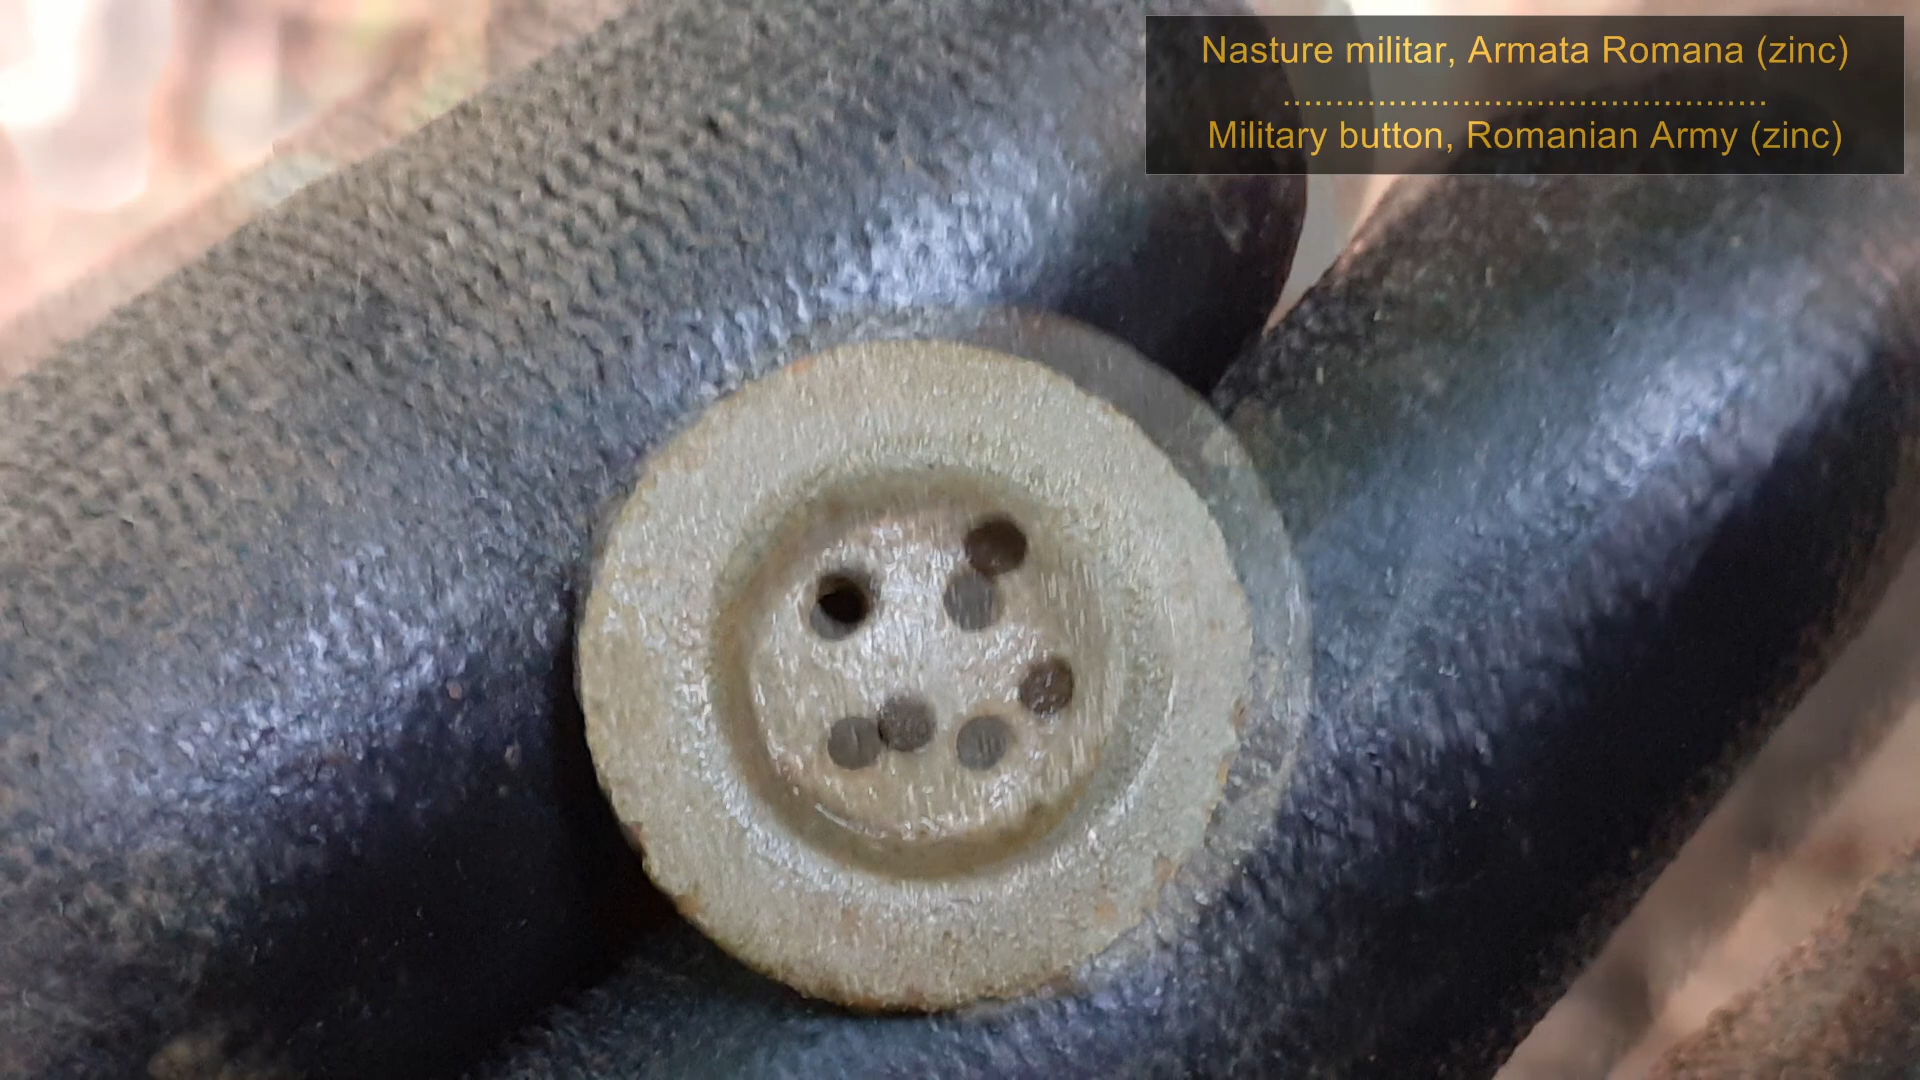 Nasture militar, Armata Romana (zinc)
..............................................
Military button, Romanian Army (zinc)